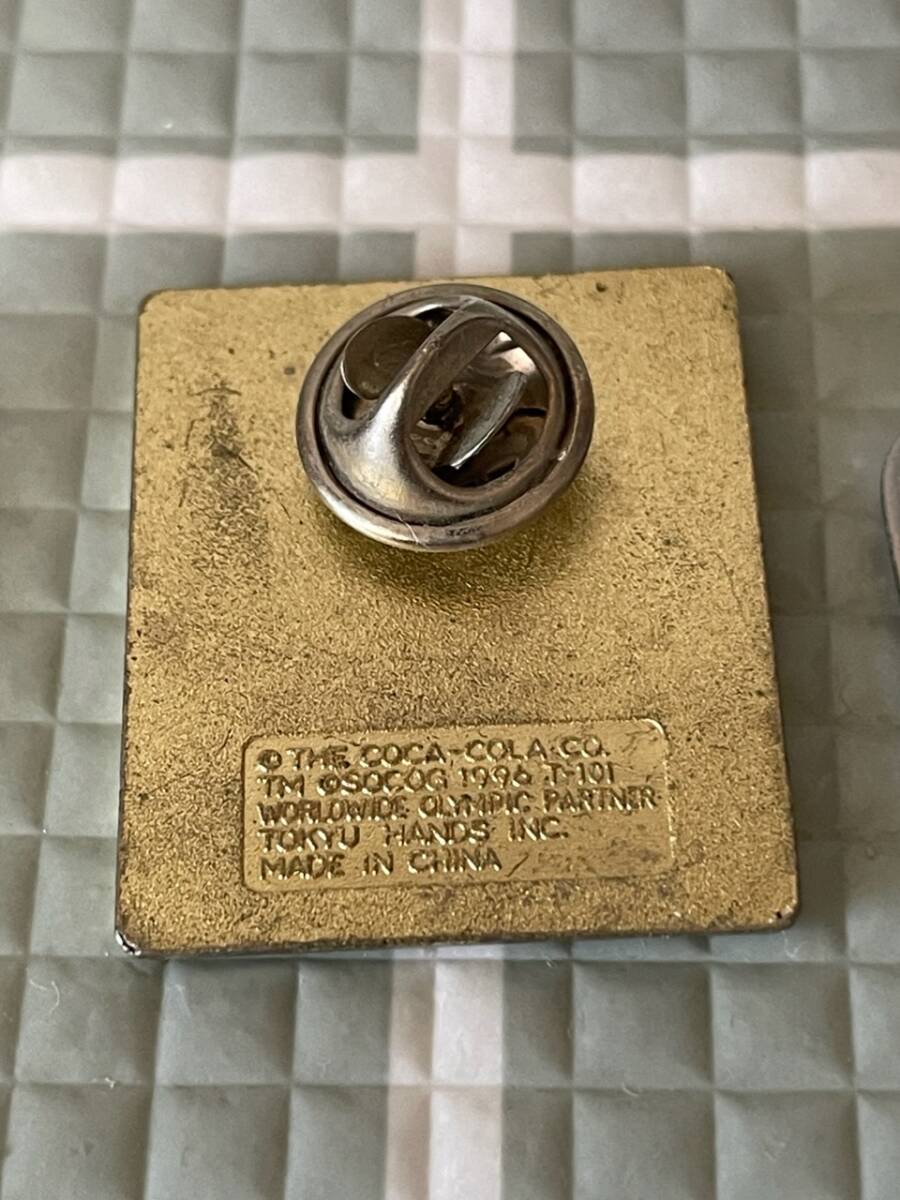 © THE COCA-COLA CO.
TM ©SOCOG 1996 T-101
WORLDWIDE OLYMPIC PARTNER
TOKYU HANDS INC.
MADE IN CHINA